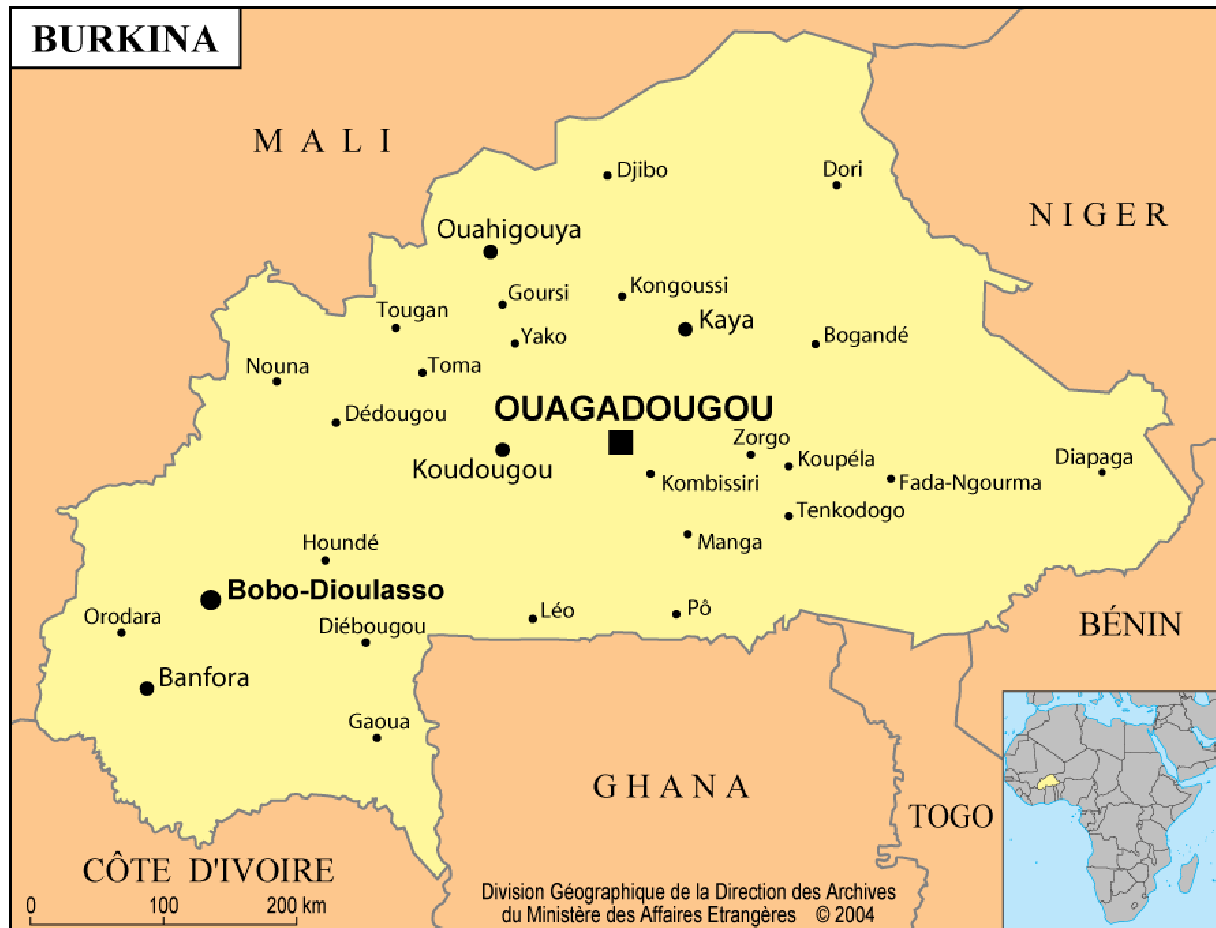 BURKINA
MALI
Djibo
Dori
NIGER
Ouahigouya
Goursi
Kongoussi
Tougan
Kaya
Yako
Bogandé
Nouna
Toma
Dédougou
OUAGADOUGOU
Zorgo
Koudougou
Koupéla
Diapaga
Kombissiri
Fada-Ngourma
Tenkodogo
Houndé
Manga
Bobo-Dioulasso
Orodara
Léo
Pô
Diébougou
BÉNIN
Banfora
Gaoua
GHANA
TOGO
CÔTE D'IVOIRE
Division Géographique de la Direction des Archives
du Ministère des Affaires Etrangères © 2004
0 100 200 km